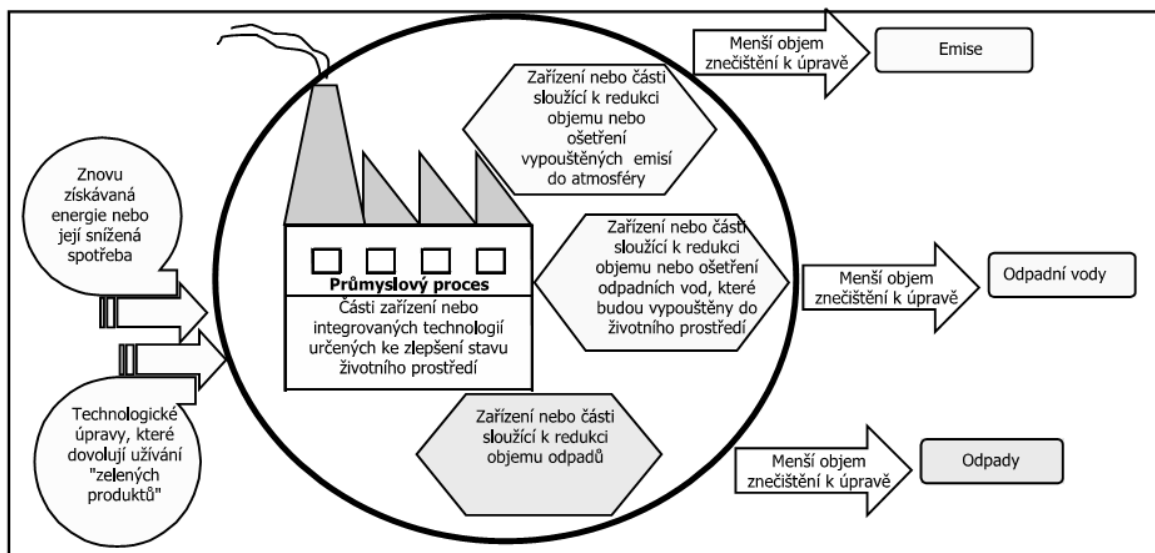 Znovu
získávaná
energie nebo
její snížená
spotřeba
Technologické
úpravy, které
dovolují užívání
"zelených
produktů"
Průmyslový proces
Části zařízení nebo
integrovaných technologií
určených ke zlepšení stavu
životního prostředí
Zařízení nebo části
sloužící k redukci
objemu nebo
ošetření
vypouštěných emisí
do atmosféry
Menší objem
znečištění k úpravě
Emise
Zařízení nebo části
sloužící k redukci
objemu nebo ošetření
odpadních vod, které
budou vypouštěny do
životního prostředí
Menší objem
znečištění k úpravě
Odpadní vody
Zařízení nebo části
sloužící k redukci
objemu odpadů
Menší objem
znečištění k úpravě
Odpady